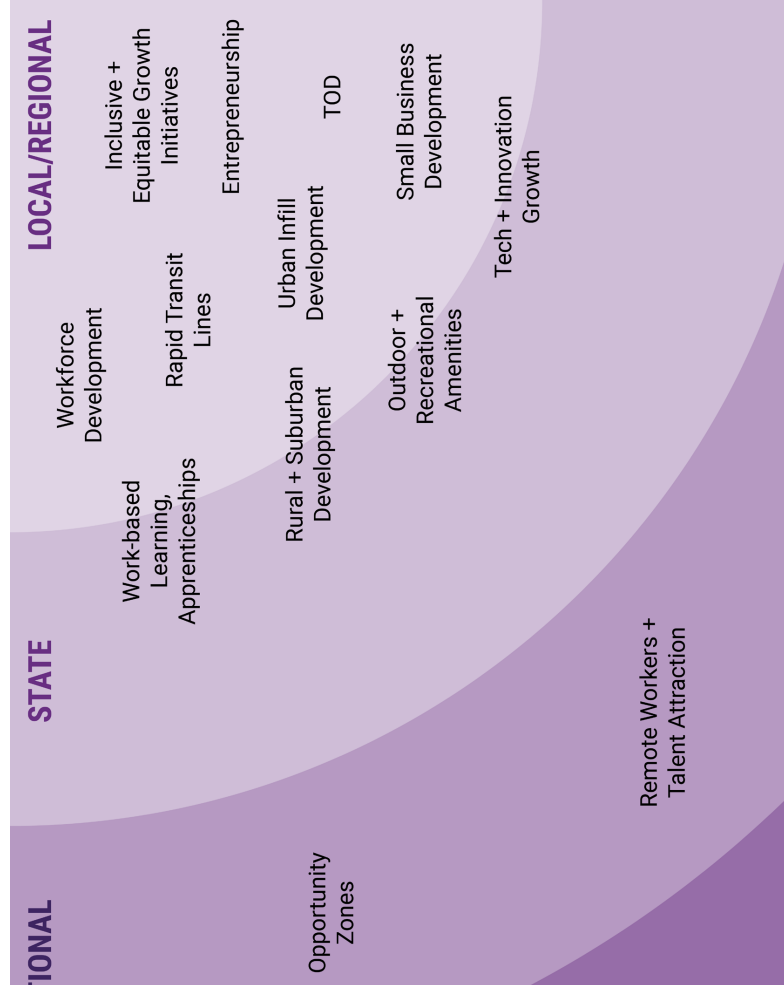 LOCAL/REGIONAL
Inclusive +
Equitable Growth
Initiatives
Entrepreneurship
TOD
Small Business
Development
Tech + Innovation
Growth
Urban Infill
Development
Rapid Transit
Lines
Workforce
Development
Outdoor +
Recreational
Amenities
Rural + Suburban
Development
Work-based
Learning,
Apprenticeships
STATE
Remote Workers +
Talent Attraction
Opportunity
Zones
TIONAL